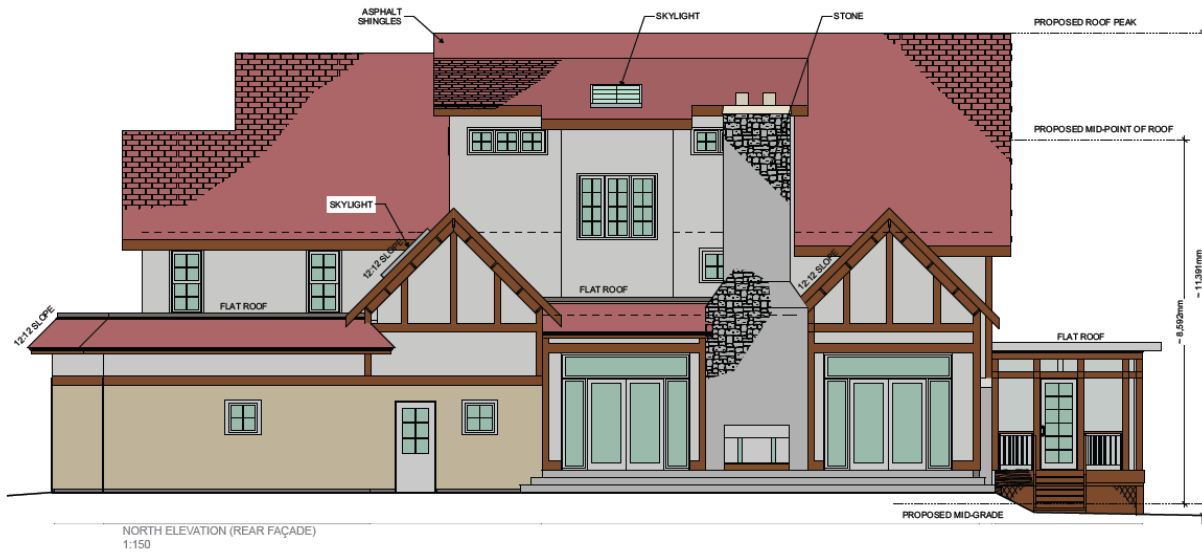 ASPHALT
SHINGLES
SKYLIGHT
STONE
PROPOSED ROOF PEAK
PROPOSED MID-POINT OF ROOF
SKYLIGHT
12:12 SLOPE
12:12 SLOPE
FLAT ROOF
FLAT ROOF
12:12 SLOPE
FLAT ROOF
~ 11,391mm
~ 8,592mm
PROPOSED MID-GRADE
NORTH ELEVATION (REAR FAÇADE)
1:150